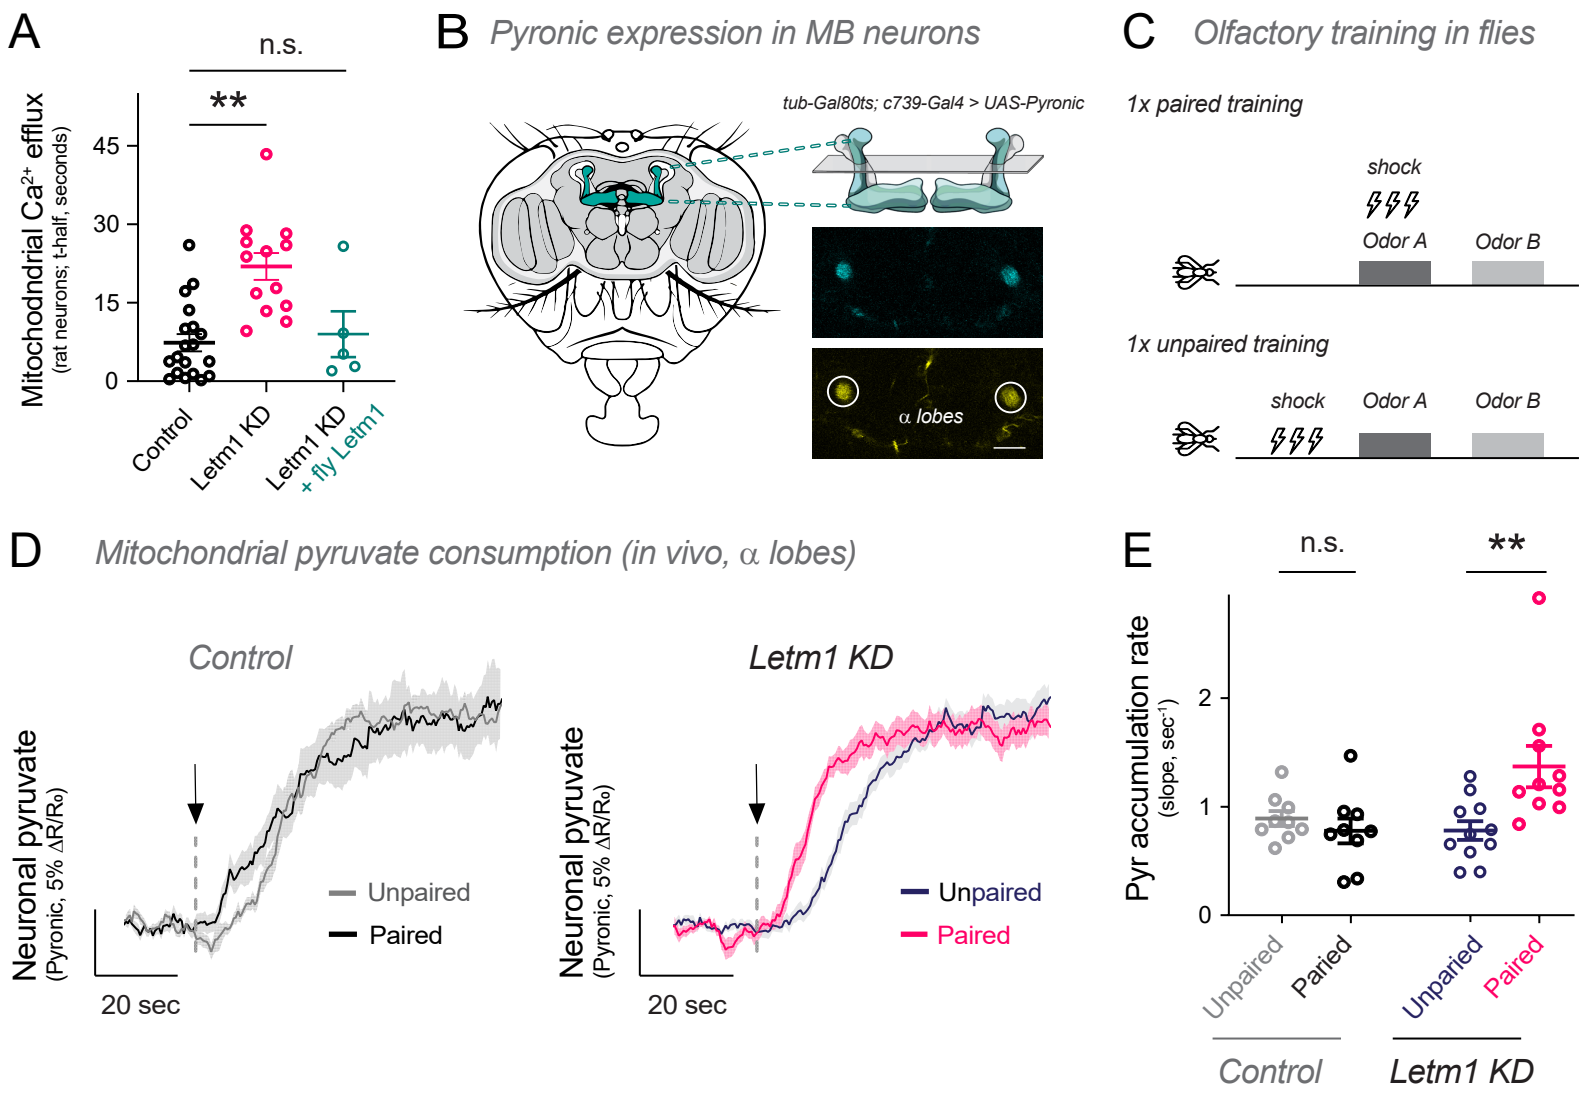 A
n.s.
**
Mitochodndrial Ca²⁺ efflux
(rat neurons; t-half, seconds)
45
30
15
0
Control
Letm1 KD
Letm1 KD
+ fly Letm1
B
Pyronic expression in MB neurons
tub-Gal80ts; c739-Gal4 > UAS-Pyronic
α lobes
C
Olfactory training in flies
1x paired training
shock
Odor A
Odor B
1x unpaired training
shock
Odor A
Odor B
D
Mitochondrial pyruvate consumption (in vivo, α lobes)
Control
Neuronal pyruvate
(Pyronic, 5% ΔR/R₀)
Unpaired
Paired
20 sec
Letm1 KD
Neuronal pyruvate
(Pyronic, 5% ΔR/R₀)
Unpaired
Paired
20 sec
E
n.s.
**
Pyr accumulation rate
(slope, sec⁻¹)
2
1
0
Unpaired
Paried
Unparied
Paired
Control
Letm1 KD